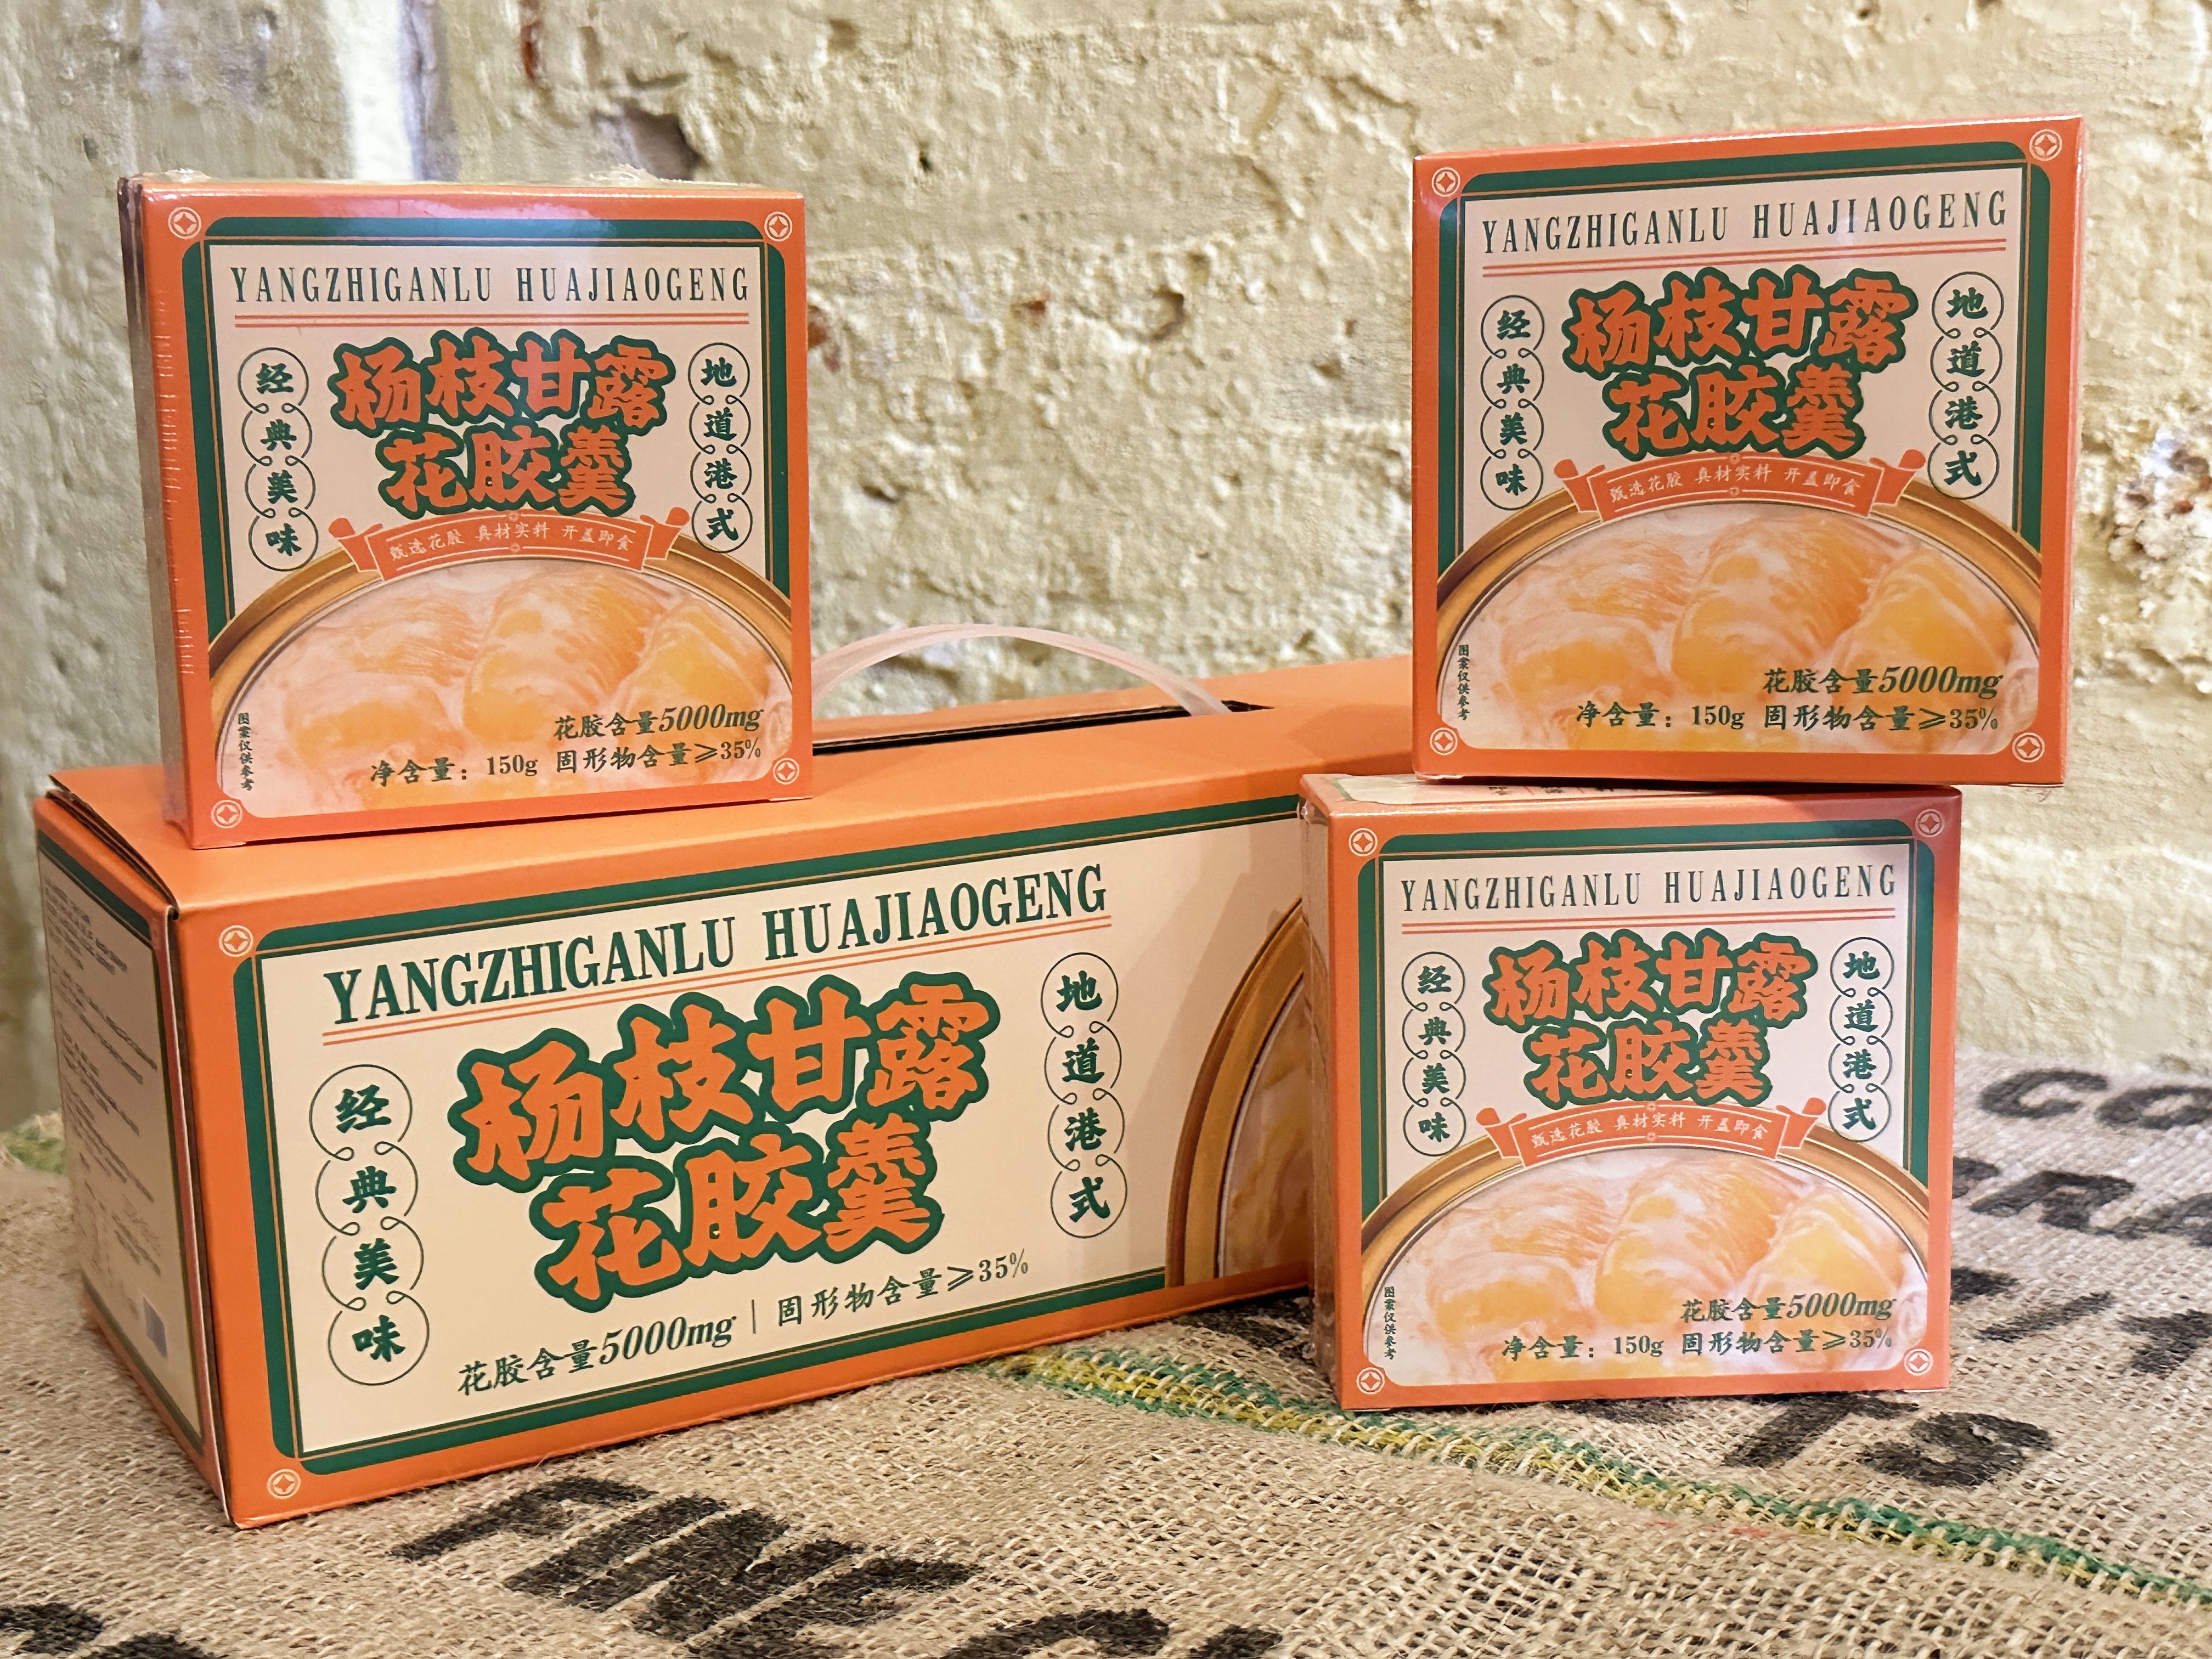 YANGZHIGANLU HUAJIAOGENG
杨枝甘露
花胶羹
经典美味
地道港式
甄选花胶 真材实料 开盖即食
花胶含量5000mg
净含量：150g 固形物含量≥35%
图案仅供参考
YANGZHIGANLU HUAJIAOGENG
杨枝甘露
花胶羹
经典美味
地道港式
甄选花胶 真材实料 开盖即食
花胶含量5000mg
净含量：150g 固形物含量≥35%
图案仅供参考
YANGZHIGANLU HUAJIAOGENG
杨枝甘露
花胶羹
经典美味
地道港式
花胶含量5000mg | 固形物含量≥35%
YANGZHIGANLU HUAJIAOGENG
杨枝甘露
花胶羹
经典美味
地道港式
甄选花胶 真材实料 开盖即食
花胶含量5000mg
净含量：150g 固形物含量≥35%
图案仅供参考